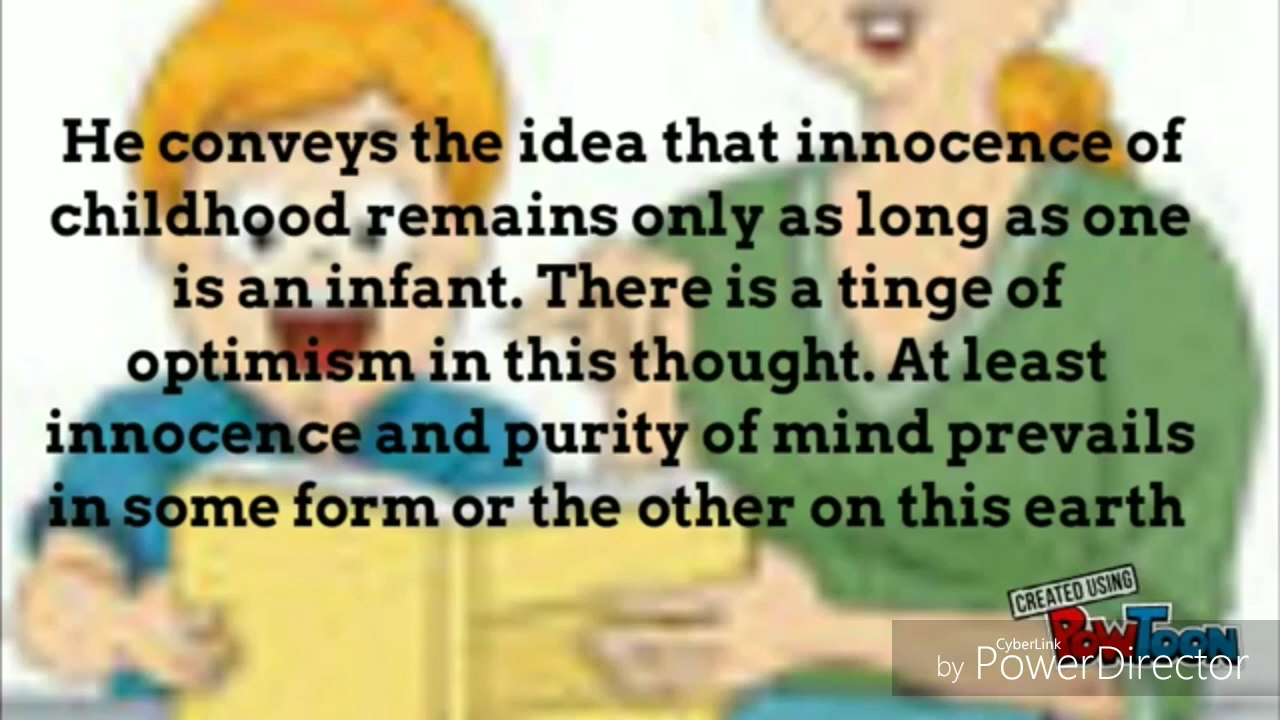 He conveys the idea that innocence of
childhood remains only as long as one
is an infant. There is a tinge of
optimism in this thought. At least
innocence and purity of mind prevails
in some form or the other on this earth
CREATED USING
PowToon
CyberLink
by PowerDirector